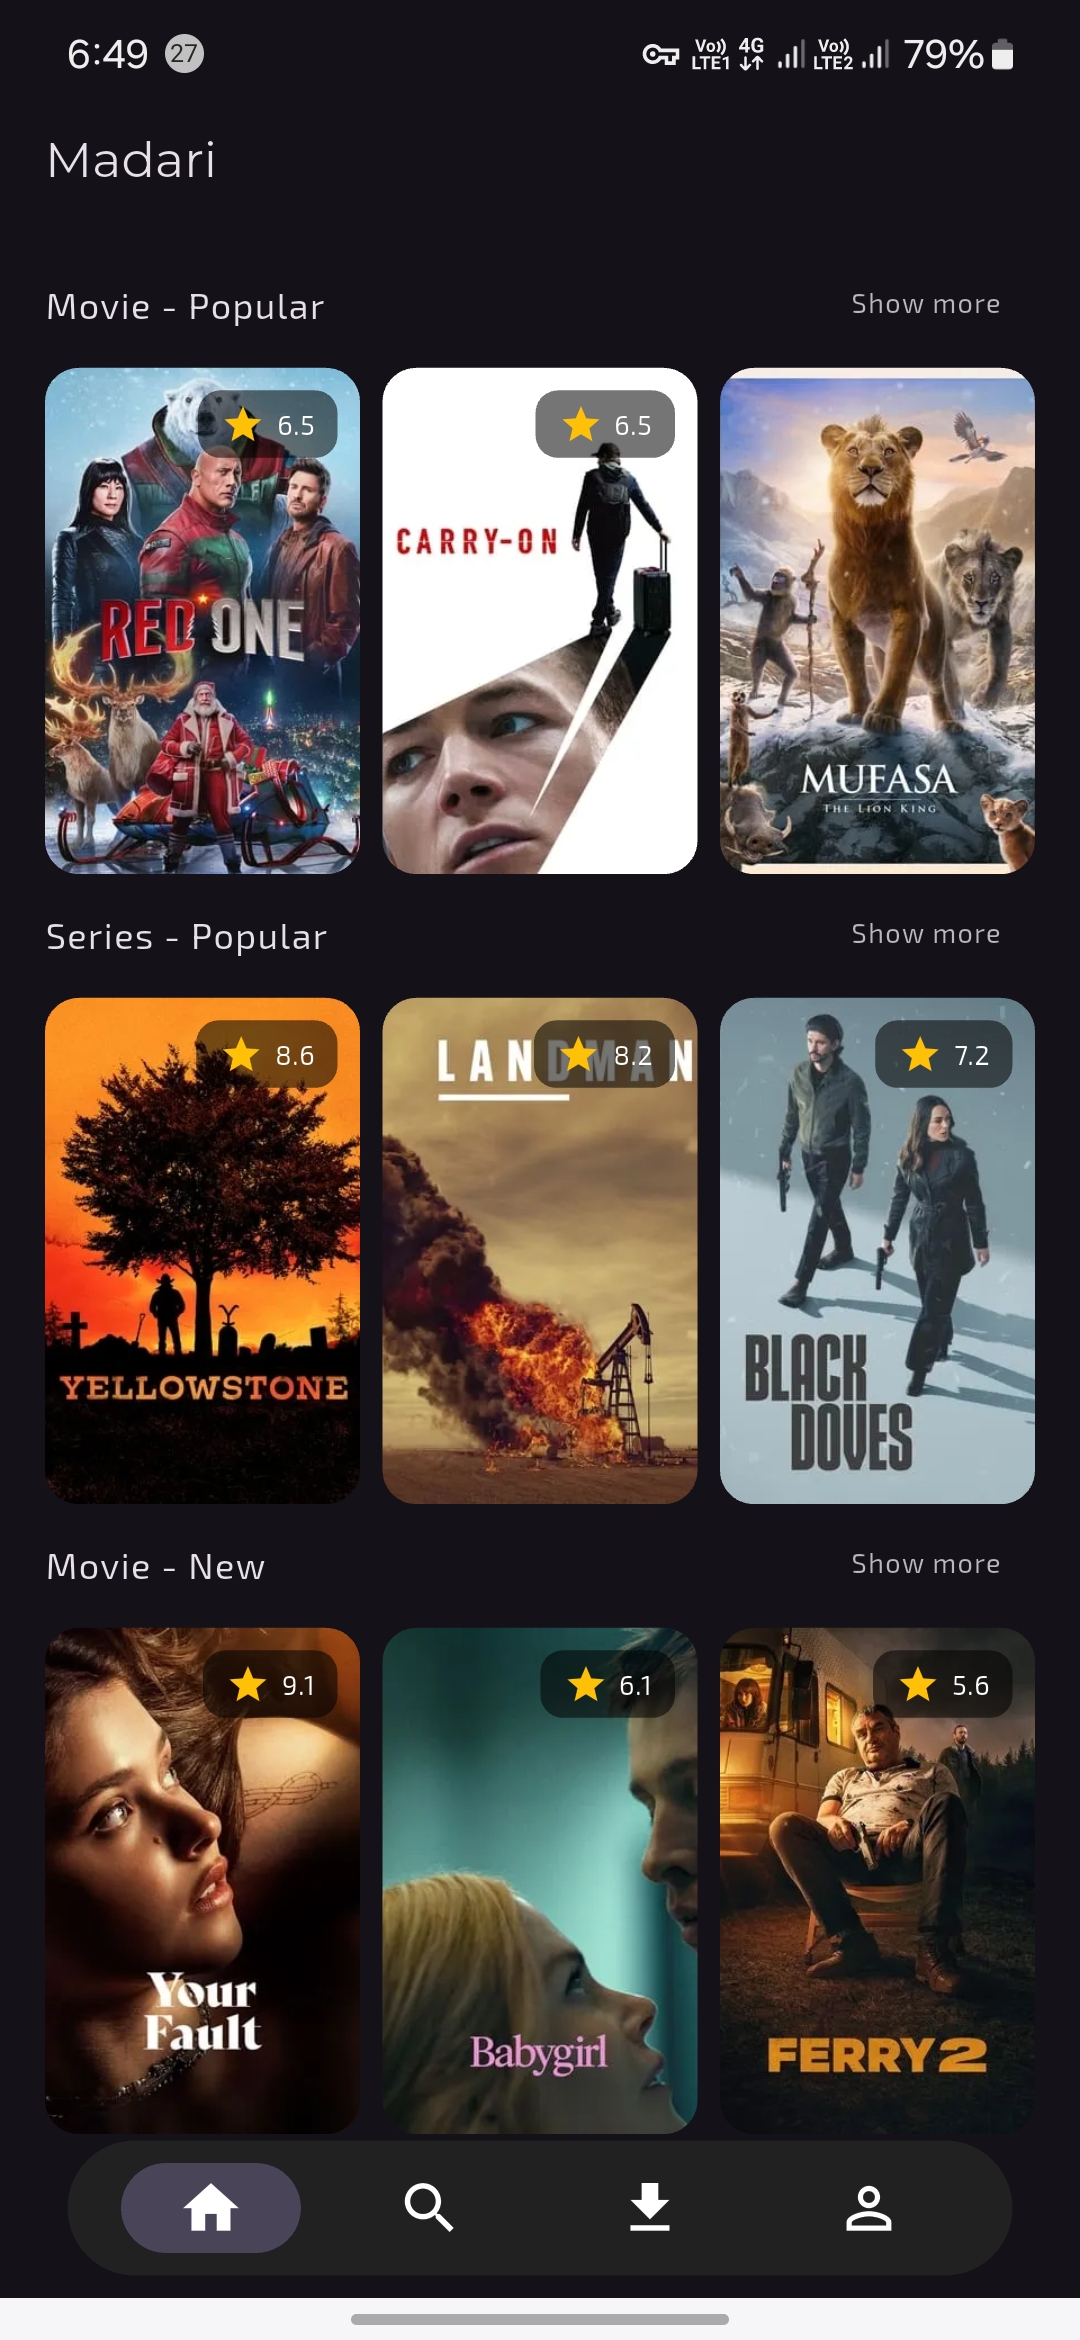 6:49 27 Vo)) LTE1 4G Vo)) LTE2 79%
Madari
Movie - Popular Show more
6.5 6.5
CARRY-ON
RED ONE
MUFASA
THE LION KING
Series - Popular Show more
8.6 8.2 7.2
LANDMAN
YELLOWSTONE
BLACK
DOVES
Movie - New Show more
9.1 6.1 5.6
Your
Fault
Babygirl
FERRY 2